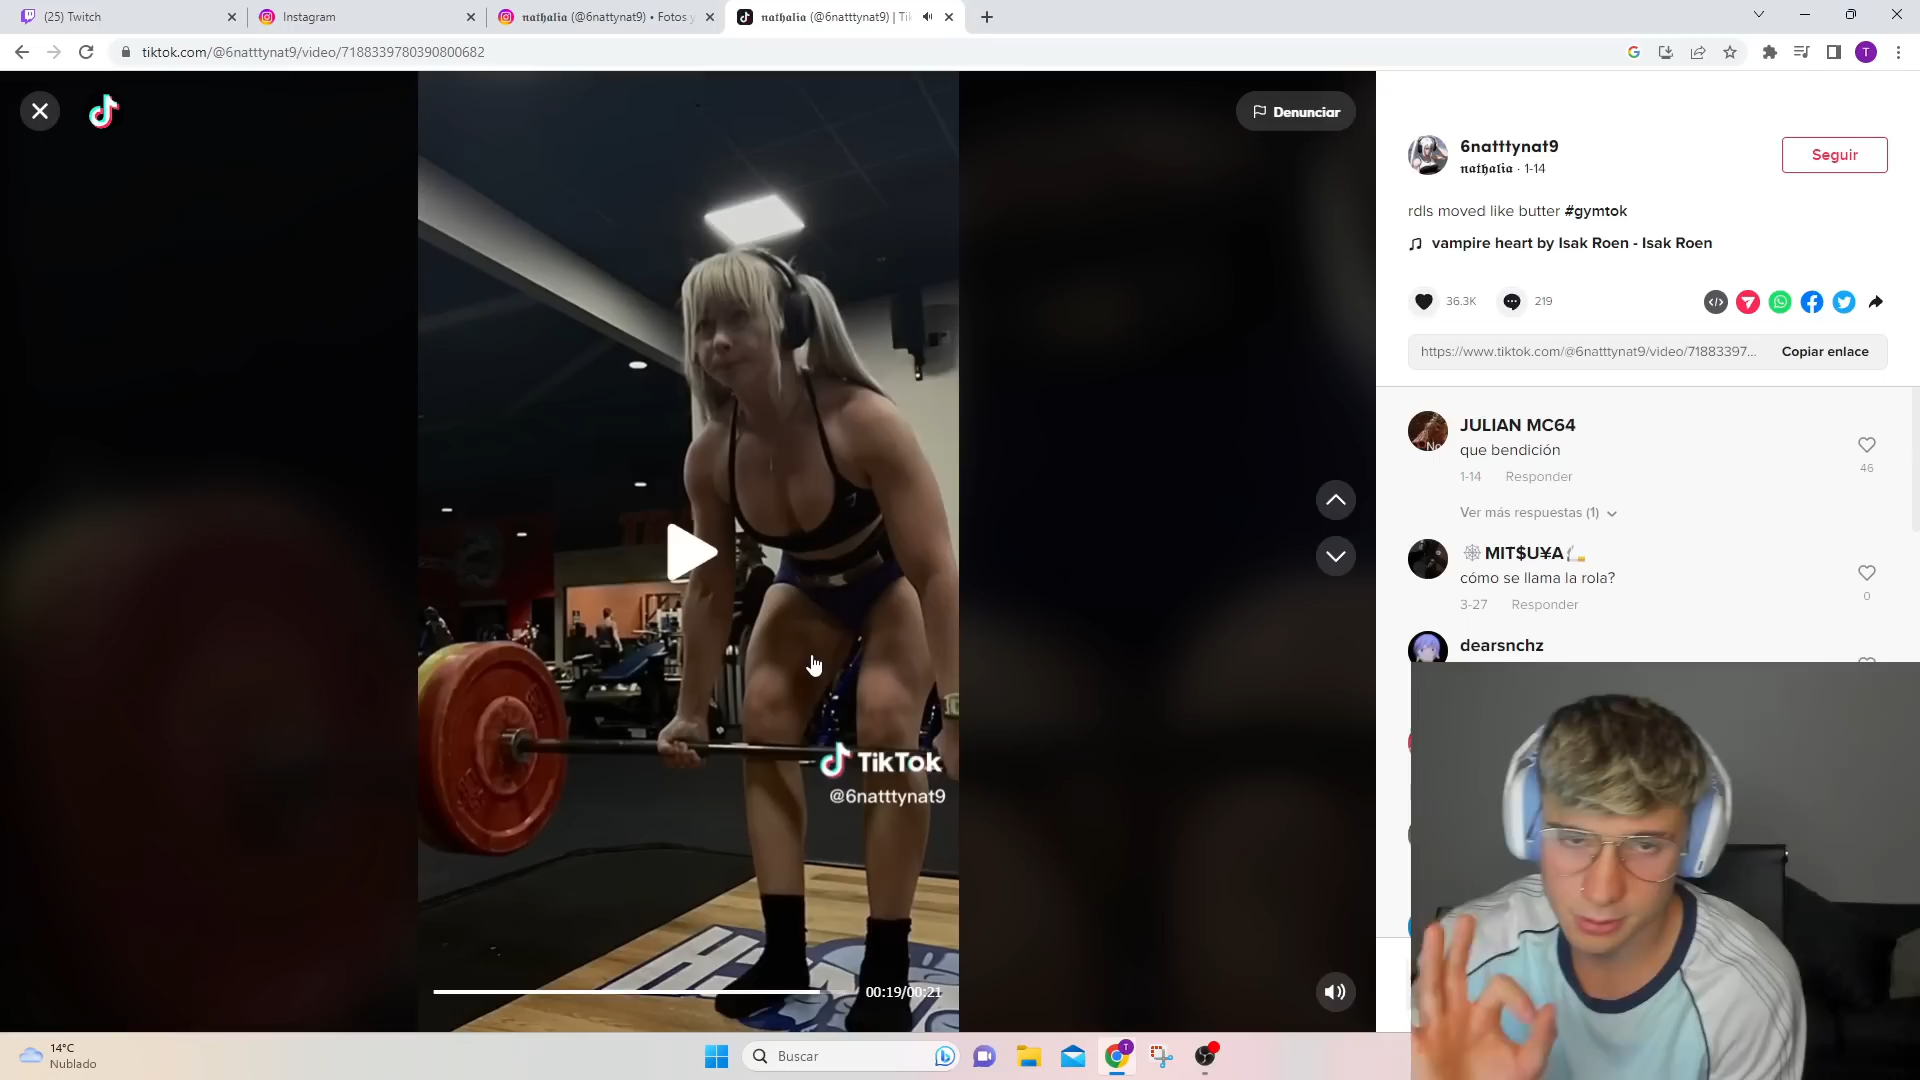 (25) Twitch
Instagram
𝖓𝖆𝖙𝖍𝖆𝖑𝖎𝖆 (@6nattynat9) • Fotos y
𝖓𝖆𝖙𝖍𝖆𝖑𝖎𝖆 (@6natttynat9) | Tik
tiktok.com/@6natttynat9/video/7188339780390800682
T
Denunciar
6natttynat9
𝖓𝖆𝖙𝖍𝖆𝖑𝖎𝖆 · 1-14
Seguir
rdls moved like butter #gymtok
vampire heart by Isak Roen - Isak Roen
36.3K
219
https://www.tiktok.com/@6natttynat9/video/71883397...
Copiar enlace
JULIAN MC64
que bendición
46
1-14 Responder
Ver más respuestas (1)
🕸MIT$U¥A🚬
cómo se llama la rola?
0
3-27 Responder
dearsnchz
TikTok
@6natttynat9
00:19/00:21
14°C
Nublado
Buscar
T